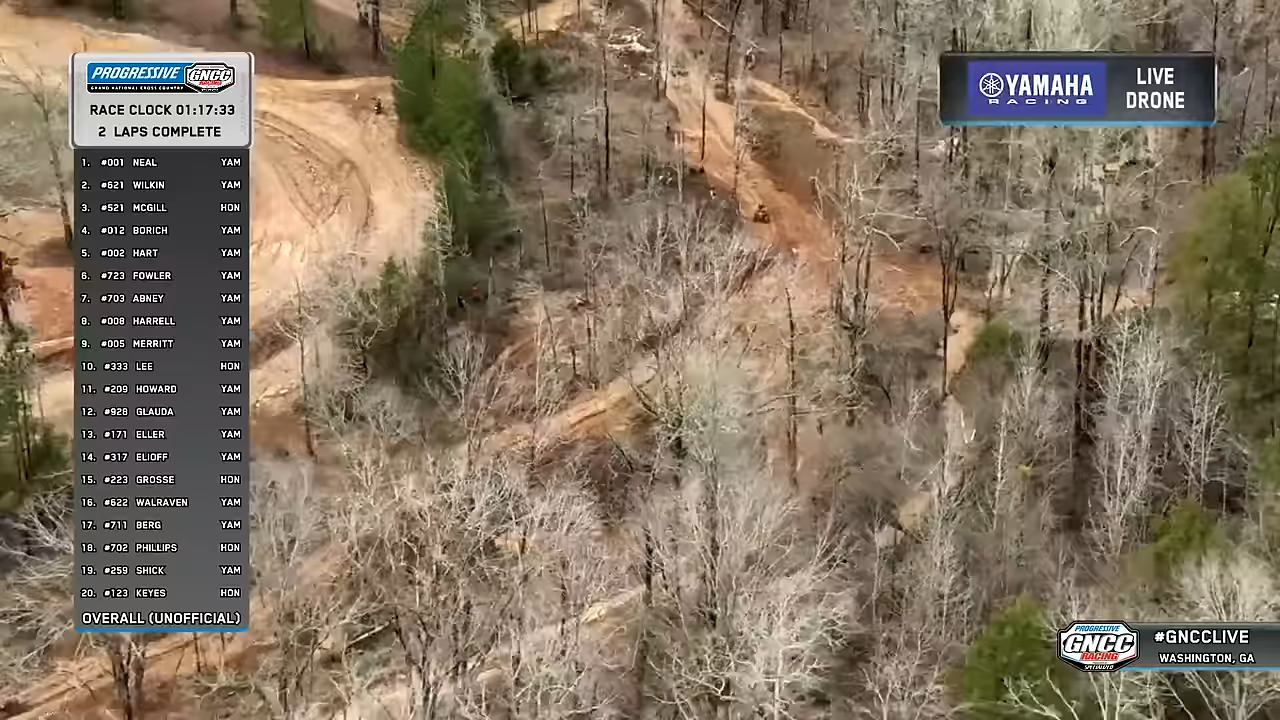 PROGRESSIVE GNCC RACING
GRAND NATIONAL CROSS COUNTRY
RACE CLOCK 01:17:33
2 LAPS COMPLETE
1. #001 NEAL YAM
2. #621 WILKIN YAM
3. #521 MCGILL HON
4. #012 BORICH YAM
5. #002 HART YAM
6. #723 FOWLER YAM
7. #703 ABNEY YAM
8. #008 HARRELL YAM
9. #005 MERRITT YAM
10. #333 LEE HON
11. #209 HOWARD YAM
12. #928 GLAUDA YAM
13. #171 ELLER YAM
14. #317 ELIOFF YAM
15. #223 GROSSE HON
16. #622 WALRAVEN YAM
17. #711 BERG YAM
18. #702 PHILLIPS HON
19. #259 SHICK YAM
20. #123 KEYES HON
OVERALL (UNOFFICIAL)
YAMAHA
RACING
LIVE
DRONE
PROGRESSIVE
GNCC
RACING
SPECIALIZED
#GNCCLIVE
WASHINGTON, GA